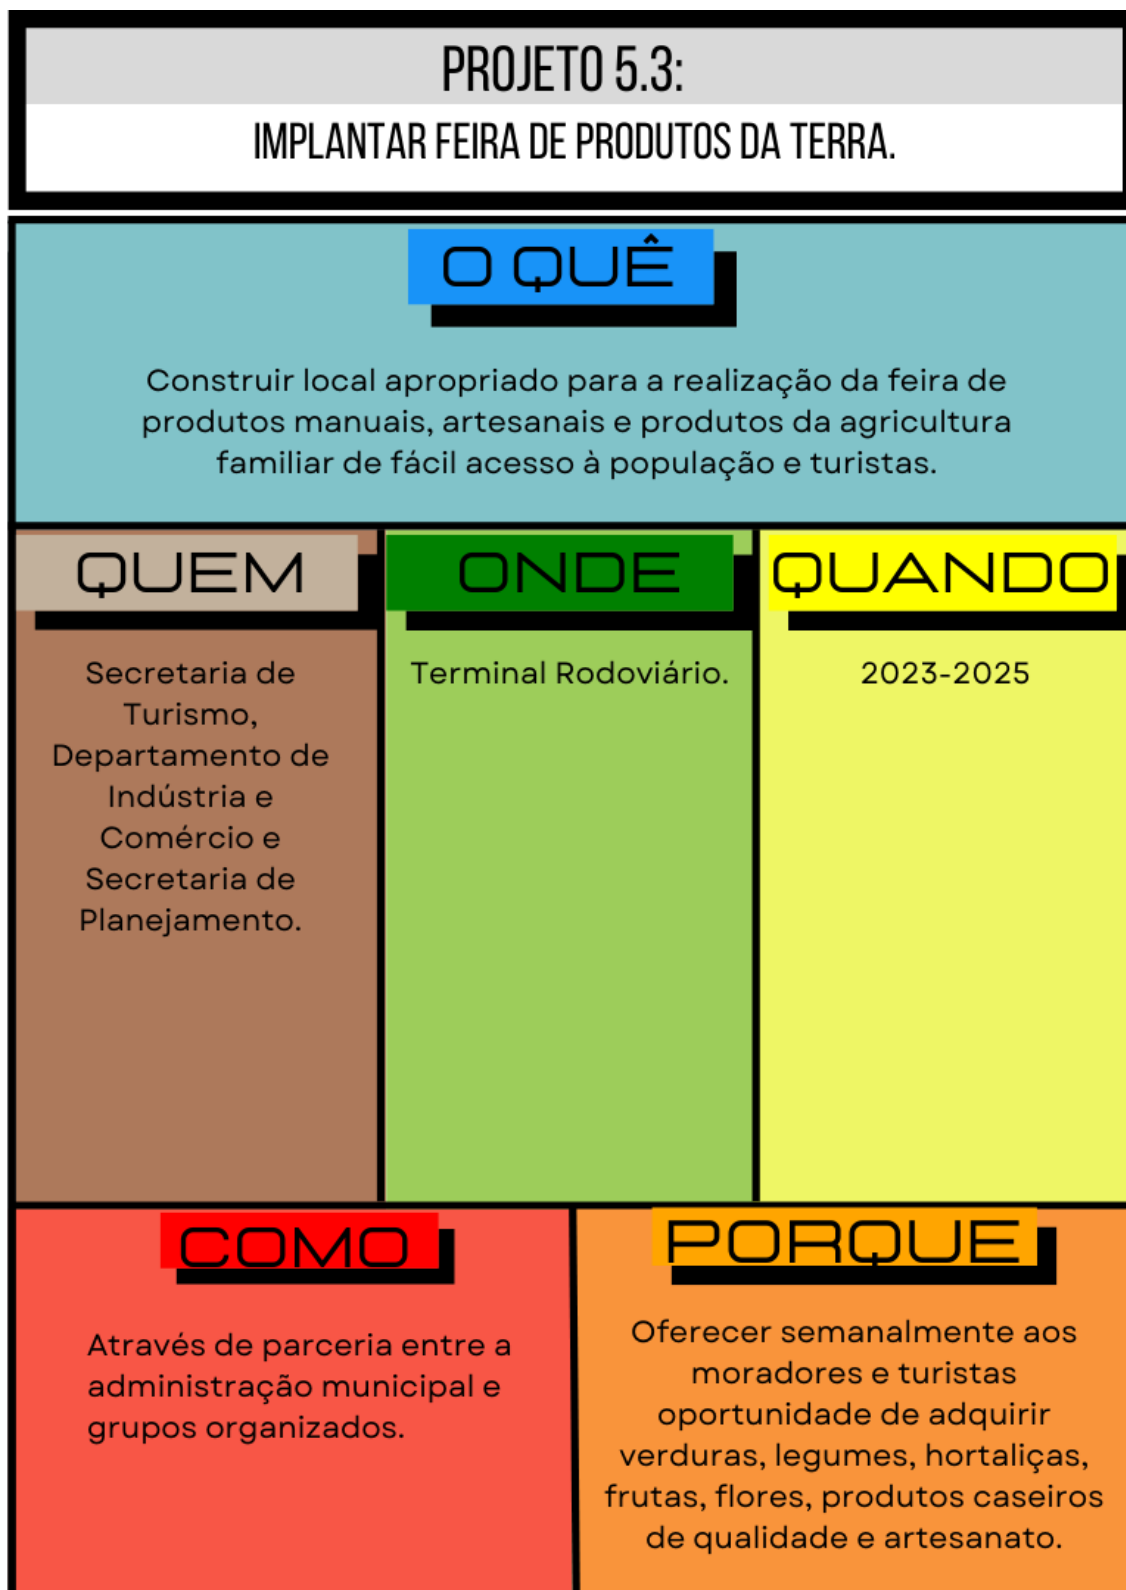 PROJETO 5.3:
IMPLANTAR FEIRA DE PRODUTOS DA TERRA.
O QUÊ
Construir local apropriado para a realização da feira de
produtos manuais, artesanais e produtos da agricultura
familiar de fácil acesso à população e turistas.
QUEM
Secretaria de
Turismo,
Departamento de
Indústria e
Comércio e
Secretaria de
Planejamento.
ONDE
Terminal Rodoviário.
QUANDO
2023-2025
COMO
Através de parceria entre a
administração municipal e
grupos organizados.
PORQUE
Oferecer semanalmente aos
moradores e turistas
oportunidade de adquirir
verduras, legumes, hortaliças,
frutas, flores, produtos caseiros
de qualidade e artesanato.